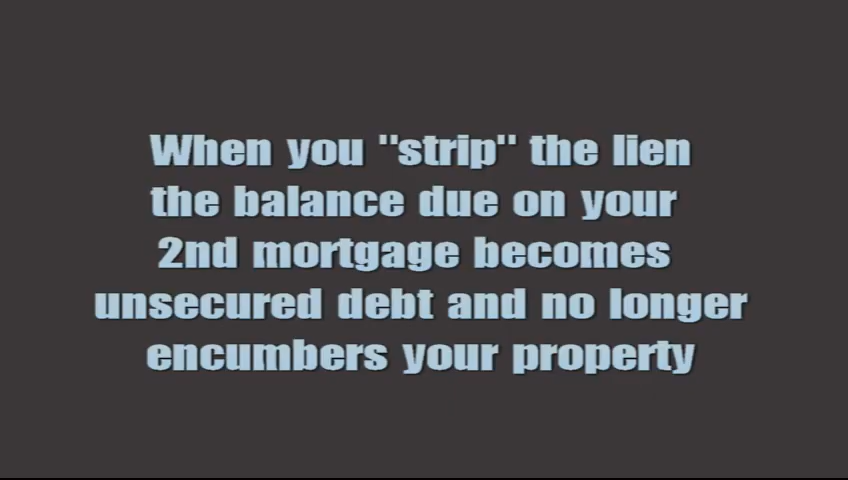 When you "strip" the lien
the balance due on your
2nd mortgage becomes
unsecured debt and no longer
encumbers your property